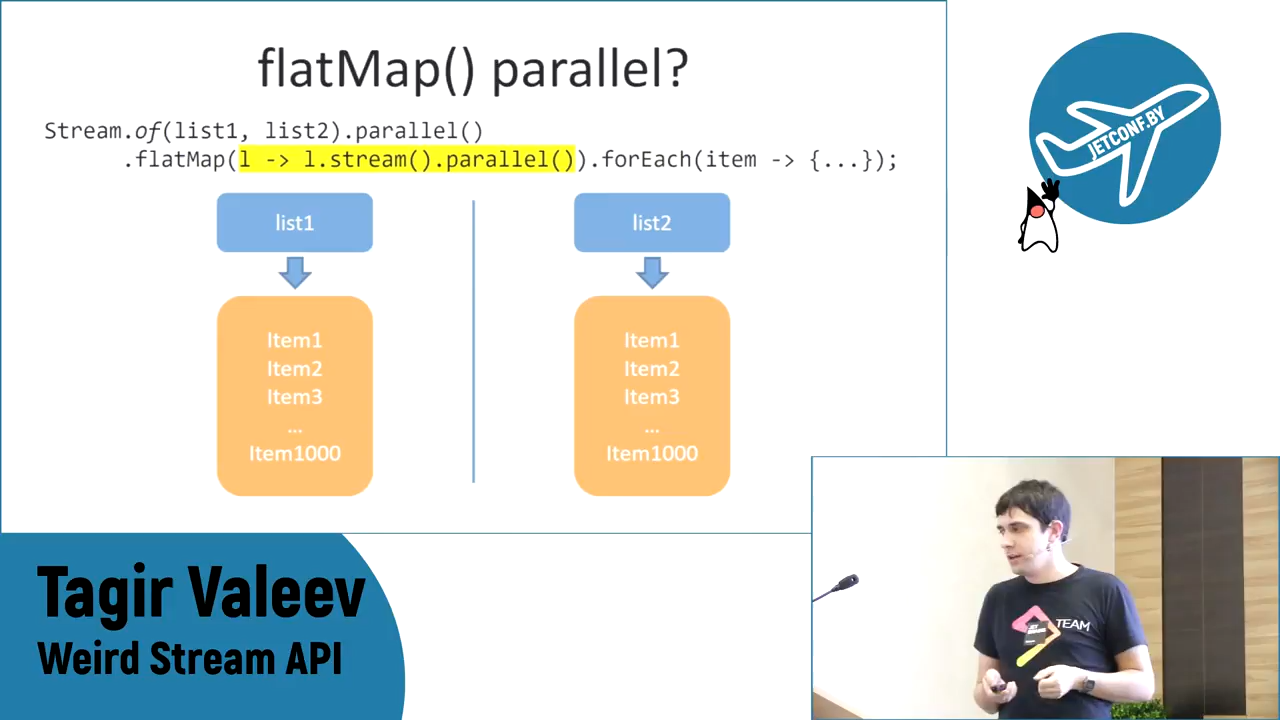 flatMap() parallel?
Stream.of(list1, list2).parallel()
.flatMap(l -> l.stream().parallel()).forEach(item -> {...});
list1
list2
Item1
Item2
Item3
...
Item1000
Item1
Item2
Item3
...
Item1000
JETCONF.BY
Tagir Valeev
Weird Stream API
TEAM